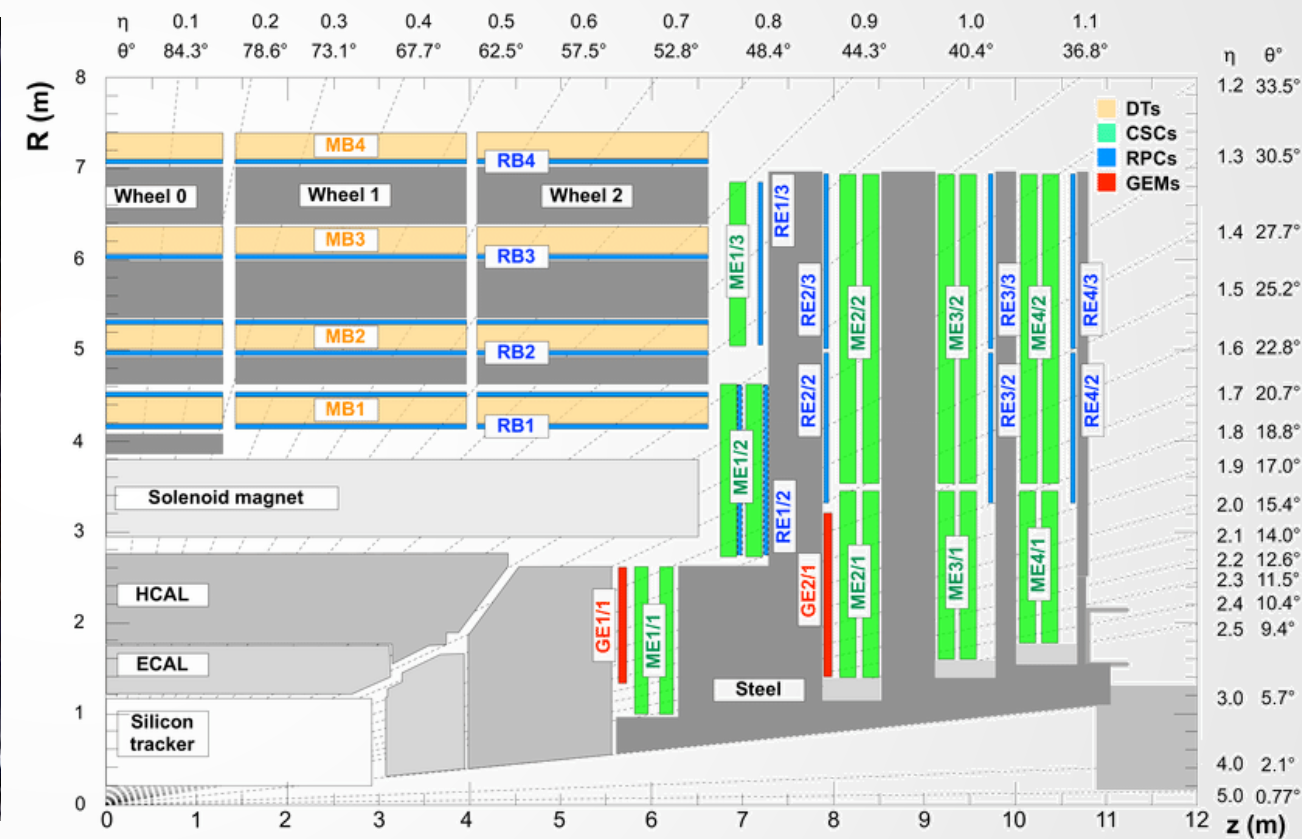 η 0.1 0.2 0.3 0.4 0.5 0.6 0.7 0.8 0.9 1.0 1.1
θ° 84.3° 78.6° 73.1° 67.7° 62.5° 57.5° 52.8° 48.4° 44.3° 40.4° 36.8° η θ°
R (m)
8
7
6
5
4
3
2
1
0
1.2 33.5°
1.3 30.5°
1.4 27.7°
1.5 25.2°
1.6 22.8°
1.7 20.7°
1.8 18.8°
1.9 17.0°
2.0 15.4°
2.1 14.0°
2.2 12.6°
2.3 11.5°
2.4 10.4°
2.5 9.4°
3.0 5.7°
4.0 2.1°
5.0 0.77°
DTs
CSCs
RPCs
GEMs
MB4
RB4
Wheel 0 Wheel 1 Wheel 2
MB3
RB3
MB2
RB2
MB1
RB1
Solenoid magnet
HCAL
ECAL
Silicon
tracker
Steel
ME1/3
RE1/3
ME1/2
RE1/2
GE1/1
ME1/1
RE2/3
RE2/2
GE2/1
ME2/2
ME2/1
ME3/2
ME3/1
RE3/3
RE3/2
ME4/2
ME4/1
RE4/3
RE4/2
0 1 2 3 4 5 6 7 8 9 10 11 12
z (m)